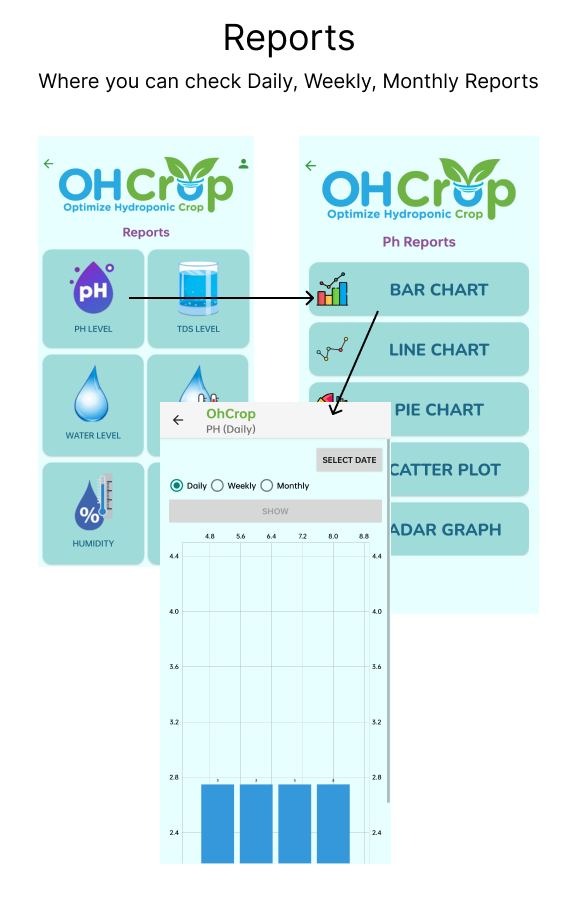 Reports
Where you can check Daily, Weekly, Monthly Reports
OHCrop
Optimize Hydroponic Crop
Reports
pH
PH LEVEL
TDS LEVEL
WATER LEVEL
%
HUMIDITY
OHCrop
Optimize Hydroponic Crop
Ph Reports
BAR CHART
LINE CHART
PIE CHART
CATTER PLOT
ADAR GRAPH
OhCrop
PH (Daily)
SELECT DATE
Daily Weekly Monthly
SHOW
4.8 5.6 6.4 7.2 8.0 8.8
4.4 4.4
4.0 4.0
3.6 3.6
3.2 3.2
2.8 2.8
2.4 2.4